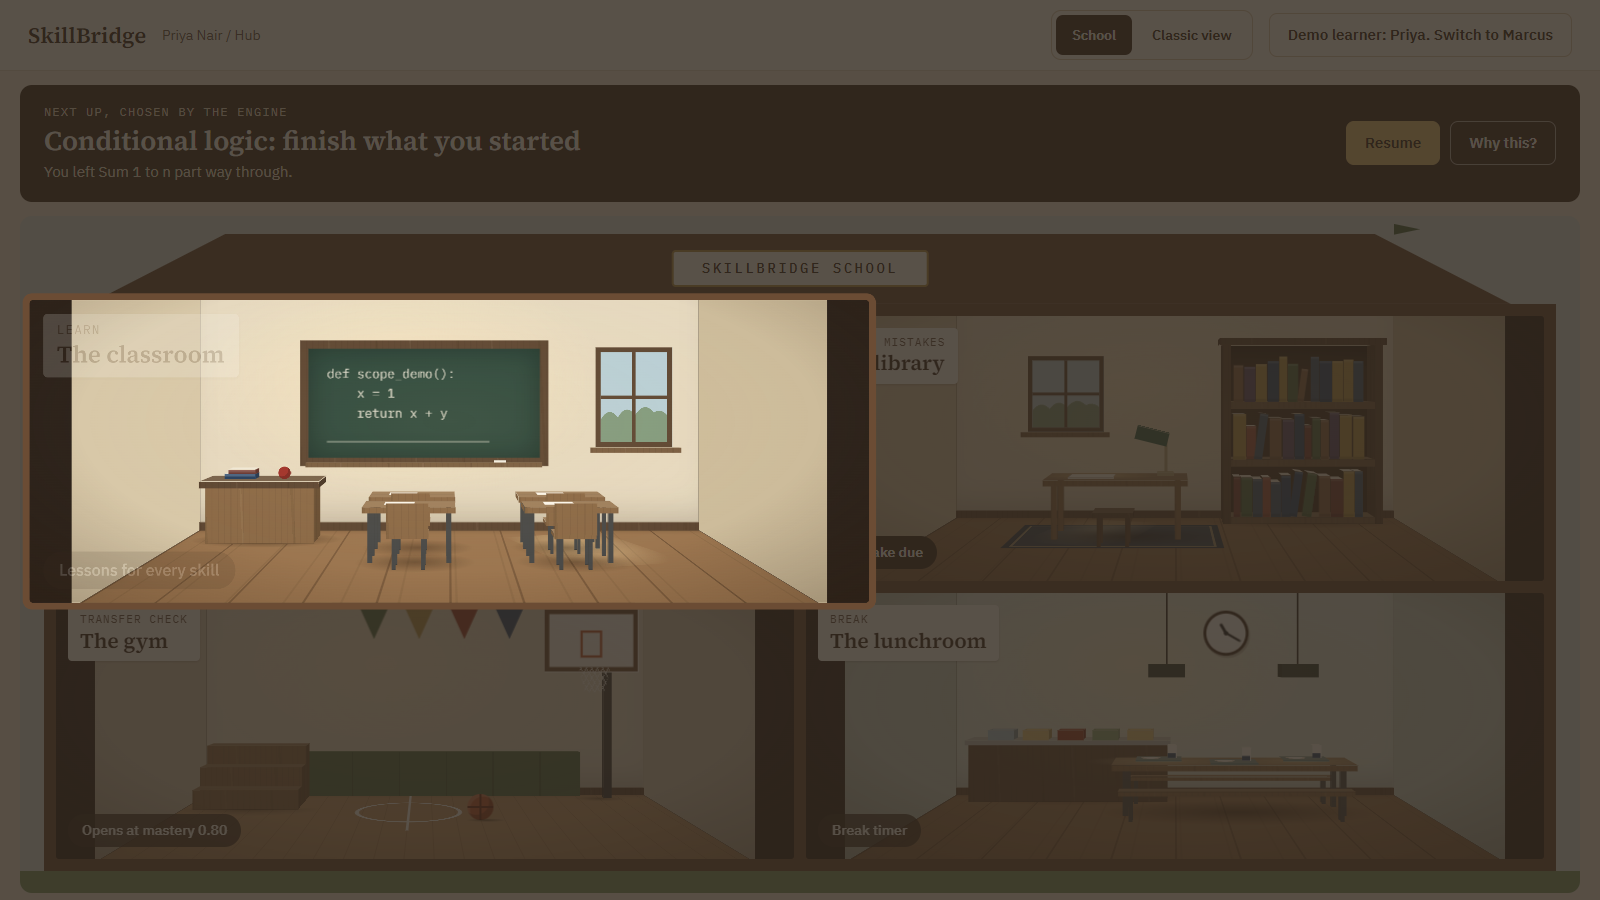 SkillBridge
Priya Nair / Hub
School
Classic view
Demo learner: Priya. Switch to Marcus
NEXT UP, CHOSEN BY THE ENGINE
Conditional logic: finish what you started
You left Sum 1 to n part way through.
Resume
Why this?
SKILLBRIDGE SCHOOL
LEARN
The classroom
def scope_demo():
    x = 1
    return x + y
Lessons for every skill
MISTAKES
library
due
TRANSFER CHECK
The gym
Opens at mastery 0.80
BREAK
The lunchroom
Break timer